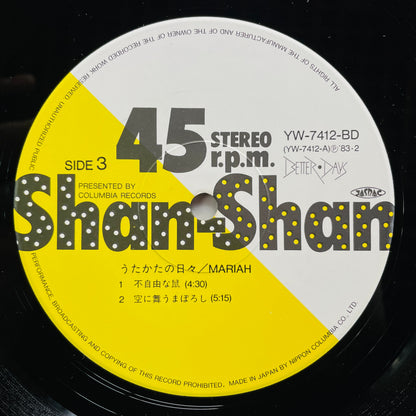 ALL RIGHTS OF THE MANUFACTURER AND OF THE OWNER OF THE RECORDED WORK RESERVED. UNAUTHORIZED PUBLIC PERFORMANCE, BROADCASTING AND COPYING OF THIS RECORD PROHIBITED. MADE IN JAPAN BY NIPPON COLUMBIA CO., LTD.
45 STEREO
r.p.m.
YW-7412-BD
(YW-7412-A)Ⓟ'83・2
SIDE 3
BETTER・DAYS
JASRAC
PRESENTED BY
COLUMBIA RECORDS
Shan-Shan
うたかたの日々／MARIAH
1 不自由な鼠 (4:30)
2 空に舞うまぼろし (5:15)